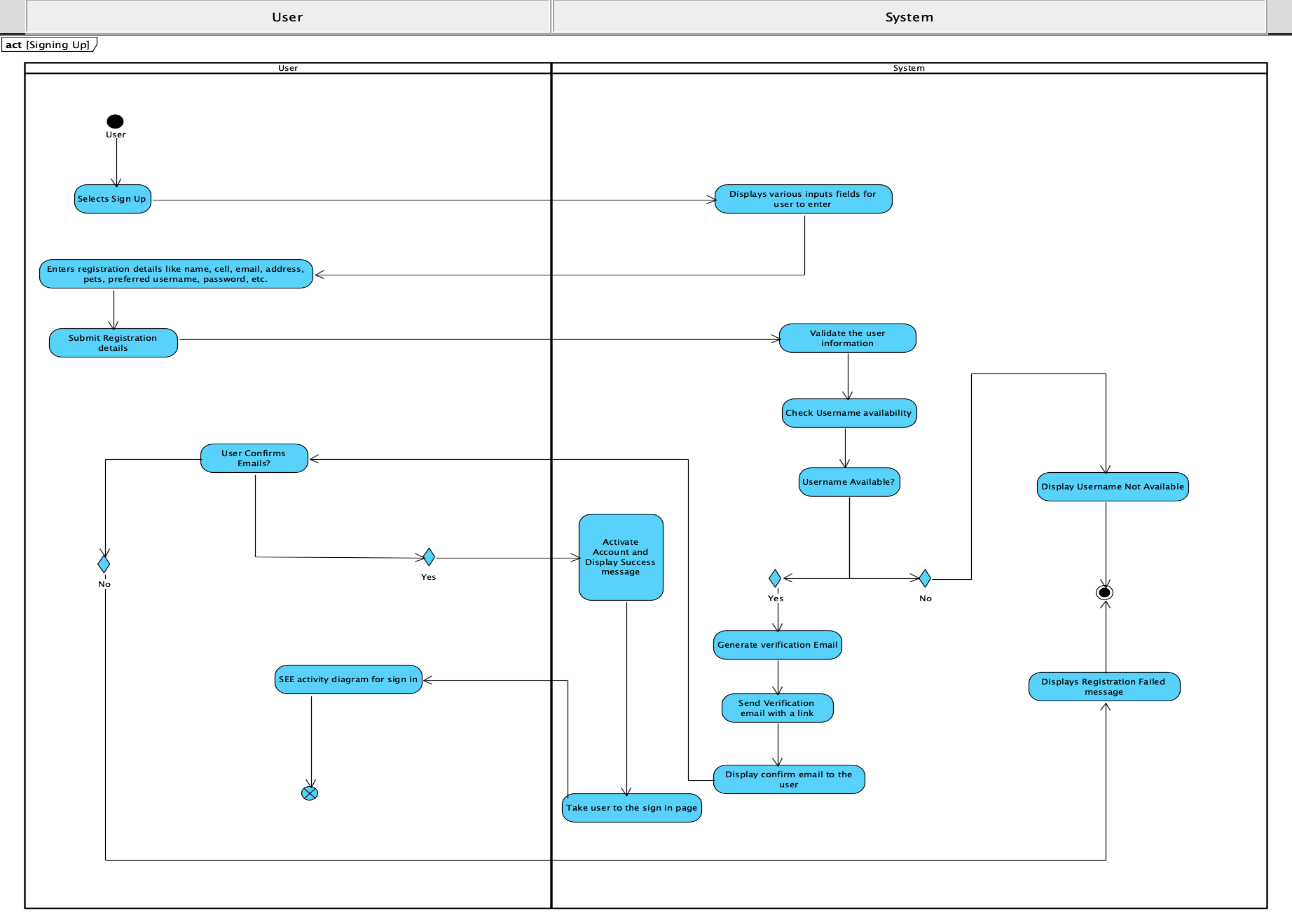 User
System
act [Signing Up]
User
System
User
Selects Sign Up
Displays various inputs fields for
user to enter
Enters registration details like name, cell, email, address,
pets, preferred username, password, etc.
Submit Registration
details
Validate the user
information
Check Username availability
User Confirms
Emails?
Username Available?
Display Username Not Available
Activate
Account and
Display Success
message
No
Yes
Yes
No
Generate verification Email
SEE activity diagram for sign in
Displays Registration Failed
message
Send Verification
email with a link
Display confirm email to the
user
Take user to the sign in page